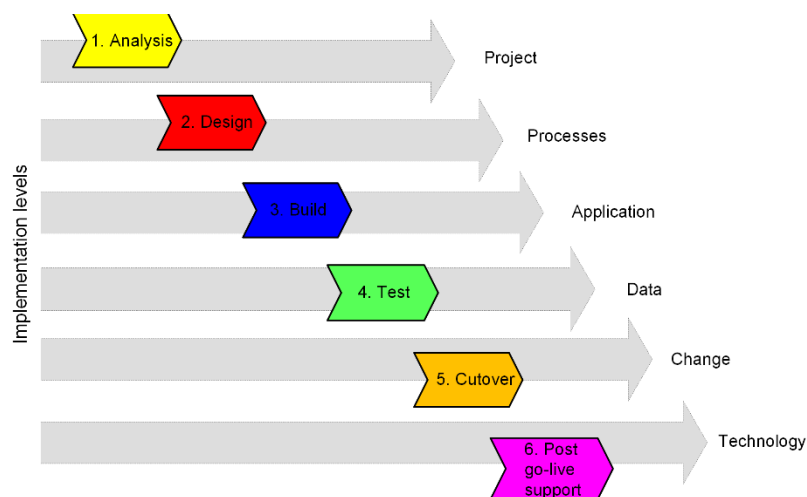 1. Analysis
Project
2. Design
Processes
3. Build
Application
4. Test
Data
5. Cutover
Change
6. Post
go-live
support
Technology
Implementation levels